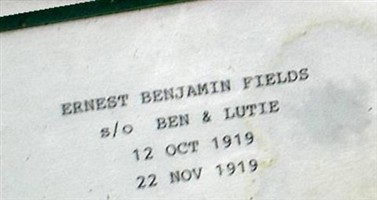 ERNEST BENJAMIN FIELDS
s/o BEN & LUTIE
12 OCT 1919
22 NOV 1919